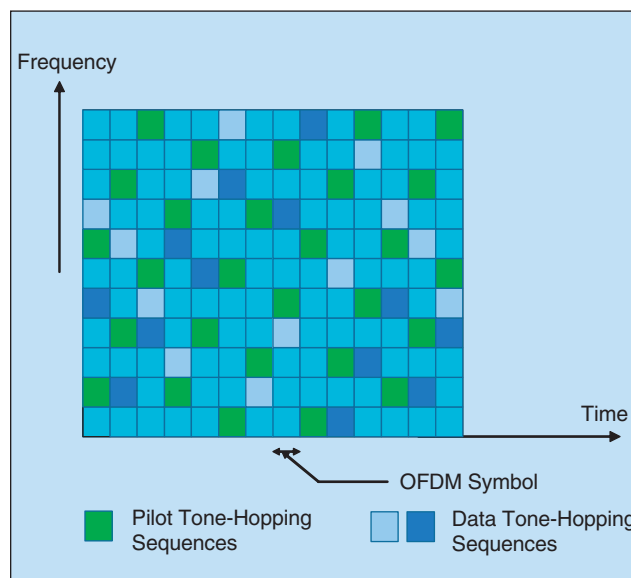 Frequency
Time
OFDM Symbol
Pilot Tone-Hopping
Sequences
Data Tone-Hopping
Sequences